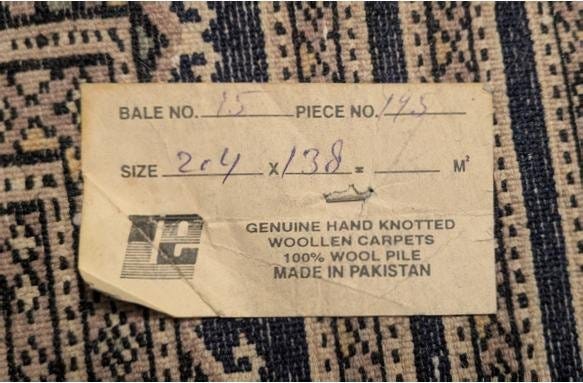 BALE NO. 15 PIECE NO. 195
SIZE 204 X 138 = M²
GENUINE HAND KNOTTED
WOOLLEN CARPETS
100% WOOL PILE
MADE IN PAKISTAN